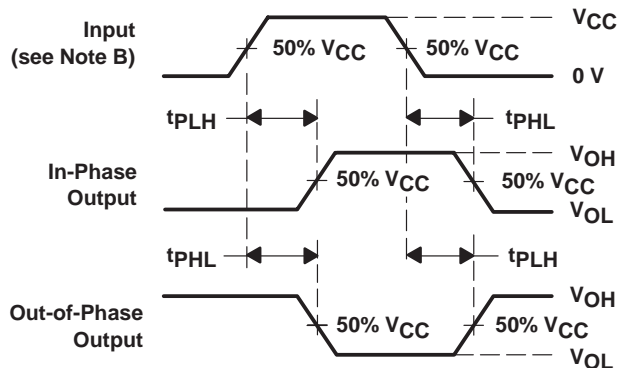 Input
(see Note B)
50% VCC
50% VCC
VCC
0 V
tPLH
tPHL
In-Phase
Output
50% VCC
50% VCC
VOH
VOL
tPHL
tPLH
Out-of-Phase
Output
50% VCC
50% VCC
VOH
VOL